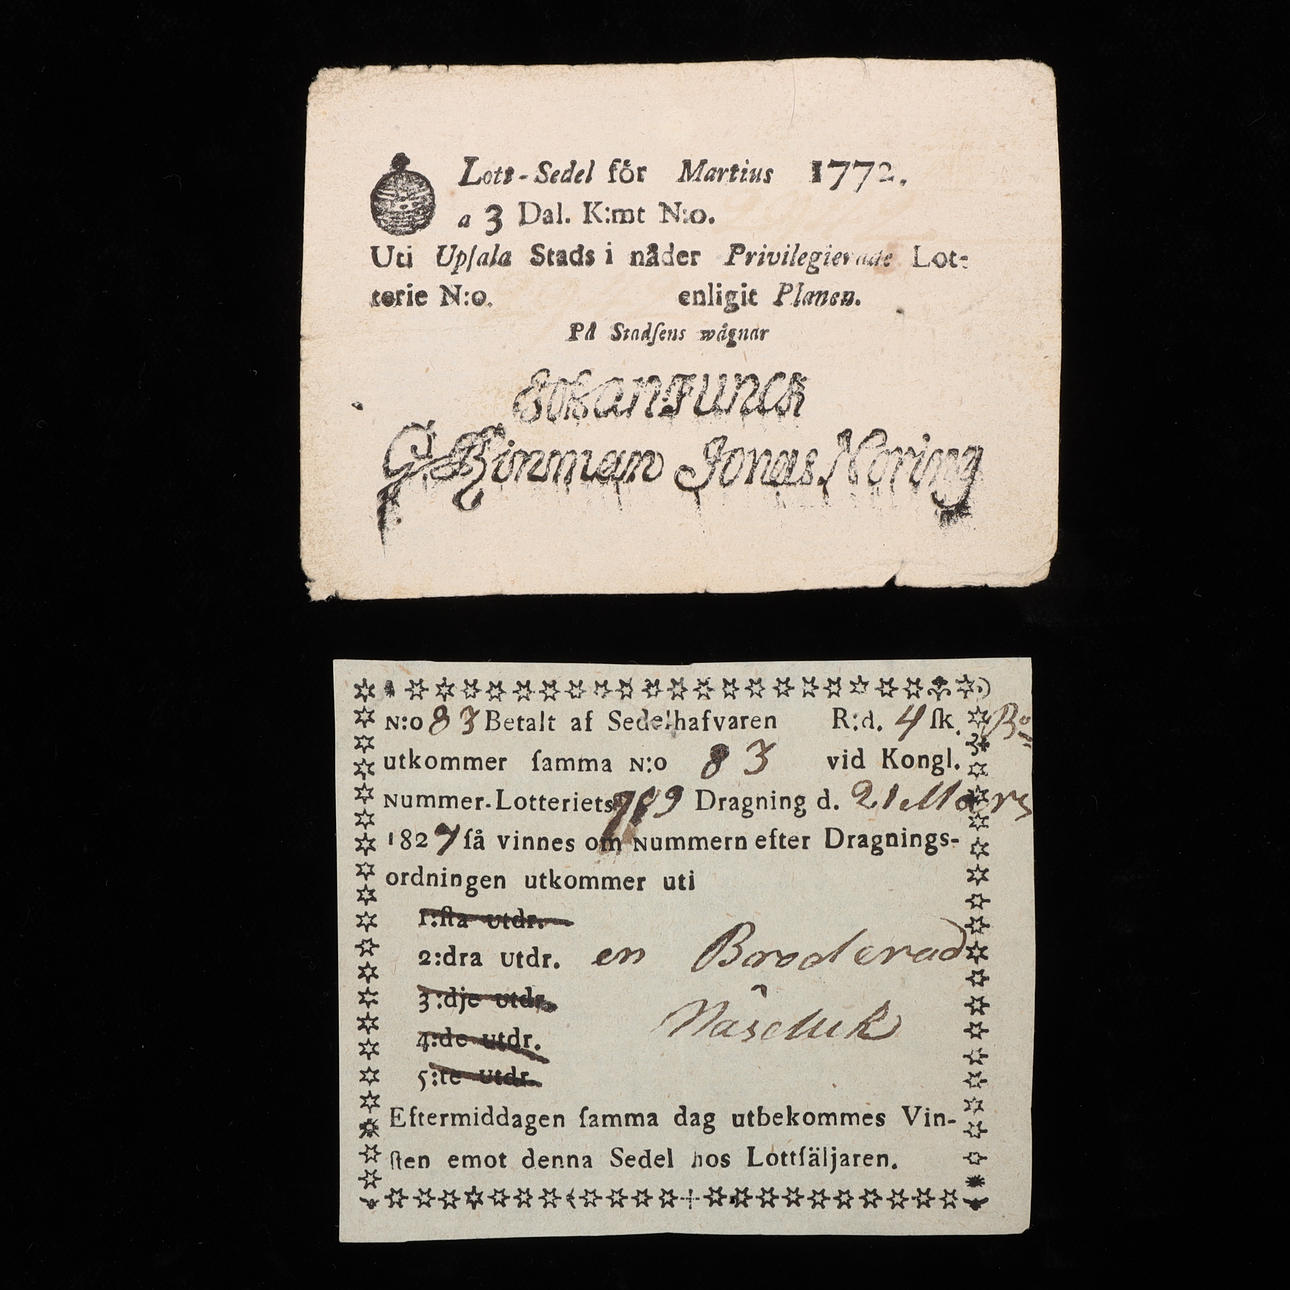 Lott-Sedel för Martius 1772.
a 3 Dal. K:mt N:o.
Uti Upſala Stads i nåder Privilegierade Lot-
terie N:o. enligit Planen.
På Stadſens wägnar
Johan Funck
C. Rinman Jonas Noring
N:o 83 Betalt af Sedelhafvaren R:d. 4 ſk. Bo
utkommer ſamma N:o 83 vid Kongl.
Nummer-Lotteriets Dragning d. 21 Mars
1827 ſå vinnes om Nummern efter Dragnings-
ordningen utkommer uti
1:ſta utdr.
2:dra utdr. en Broderad
3:dje utdr.
Näsduk
4:de utdr.
5:te utdr.
Eftermiddagen ſamma dag utbekommes Vin-
ſten emot denna Sedel hos Lottſäljaren.